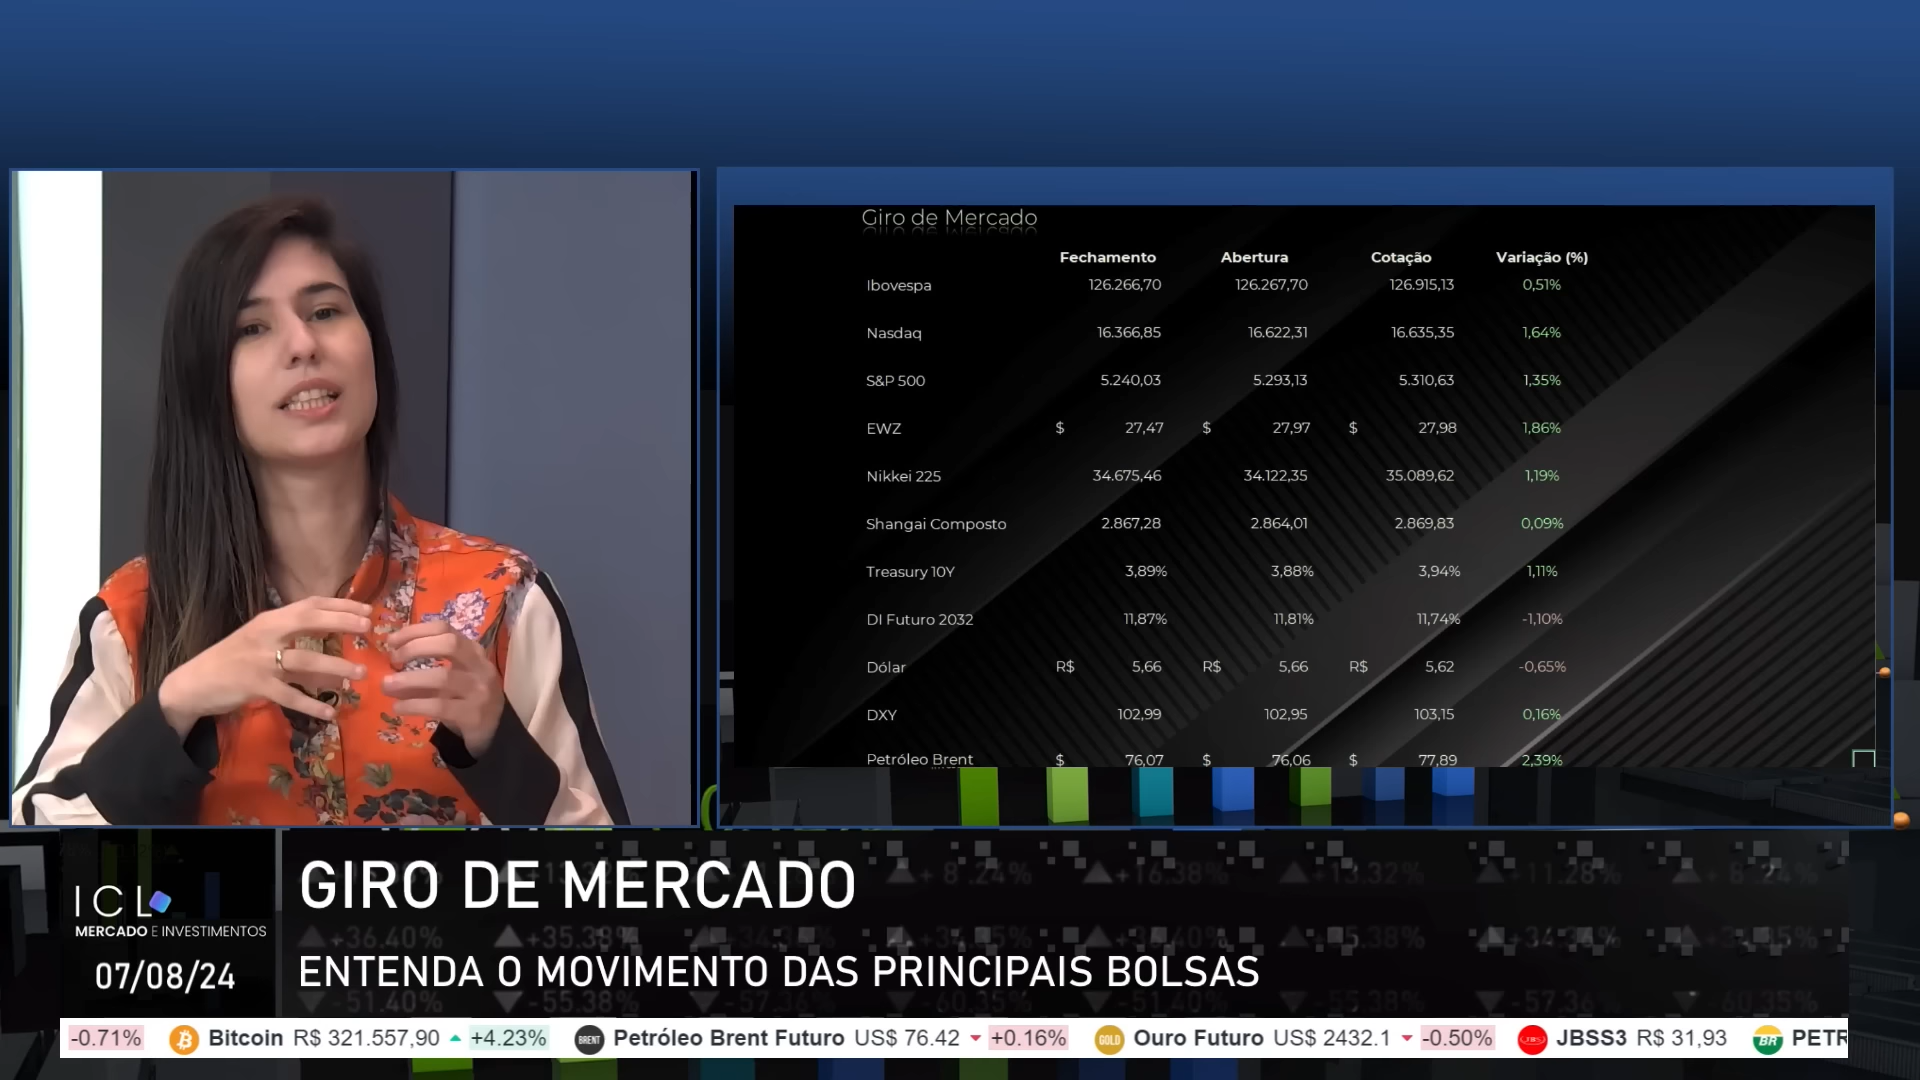 Giro de Mercado
Fechamento Abertura Cotação Variação (%)
Ibovespa 126.266,70 126.267,70 126.915,13 0,51%
Nasdaq 16.366,85 16.622,31 16.635,35 1,64%
S&P 500 5.240,03 5.293,13 5.310,63 1,35%
EWZ $ 27,47 $ 27,97 $ 27,98 1,86%
Nikkei 225 34.675,46 34.122,35 35.089,62 1,19%
Shangai Composto 2.867,28 2.864,01 2.869,83 0,09%
Treasury 10Y 3,89% 3,88% 3,94% 1,11%
DI Futuro 2032 11,87% 11,81% 11,74% -1,10%
Dólar R$ 5,66 R$ 5,66 R$ 5,62 -0,65%
DXY 102,99 102,95 103,15 0,16%
Petróleo Brent $ 76,07 $ 76,06 $ 77,89 2,39%
ICL
MERCADO E INVESTIMENTOS
07/08/24
GIRO DE MERCADO
ENTENDA O MOVIMENTO DAS PRINCIPAIS BOLSAS
-0.71% Bitcoin R$ 321.557,90 +4.23% BRENT Petróleo Brent Futuro US$ 76.42 +0.16% GOLD Ouro Futuro US$ 2432.1 -0.50% JBS JBSS3 R$ 31,93 BR PETR